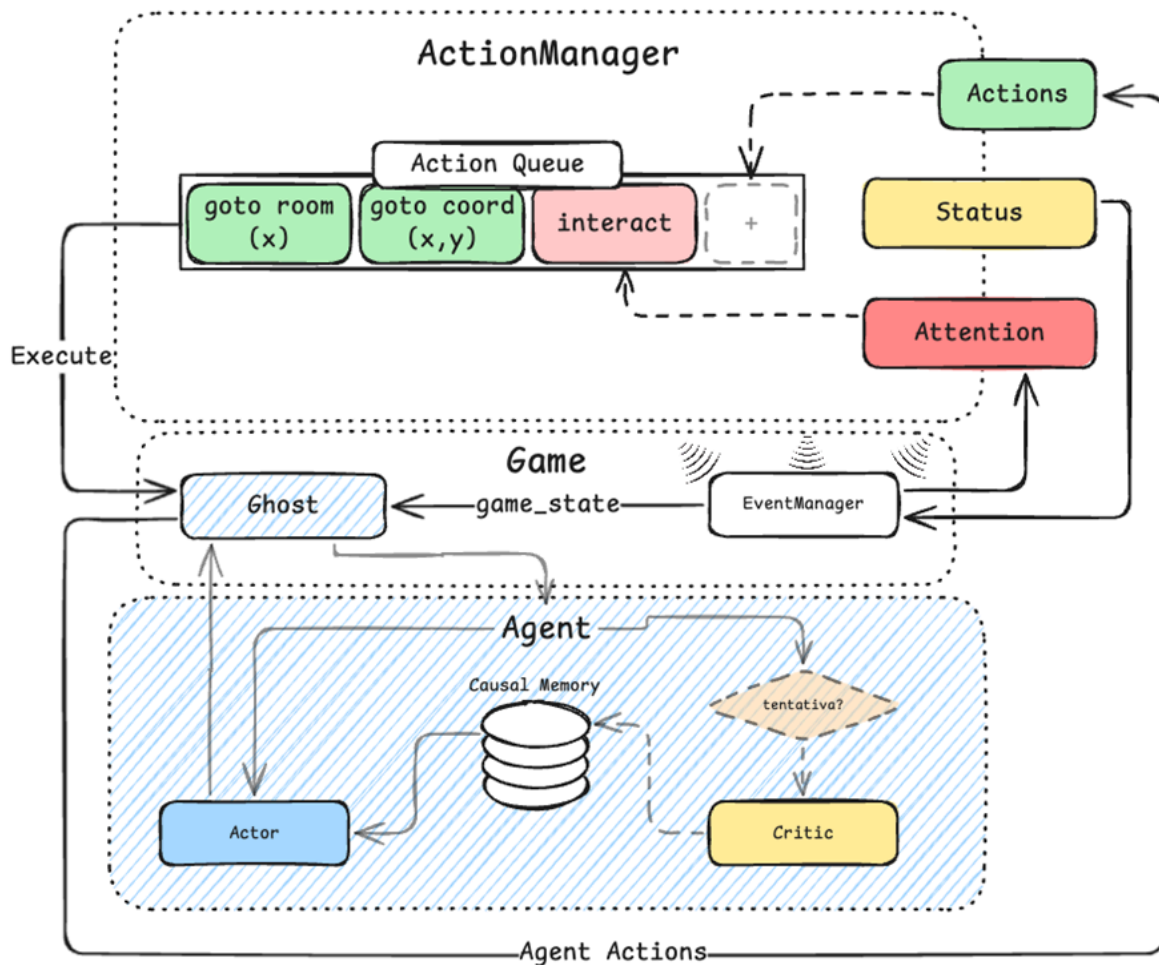 ActionManager
Actions
Action Queue
goto room
(x)
goto coord
(x,y)
interact
+
Status
Attention
Execute
Game
Ghost
game_state
EventManager
Agent
Causal Memory
tentativa?
Actor
Critic
Agent Actions